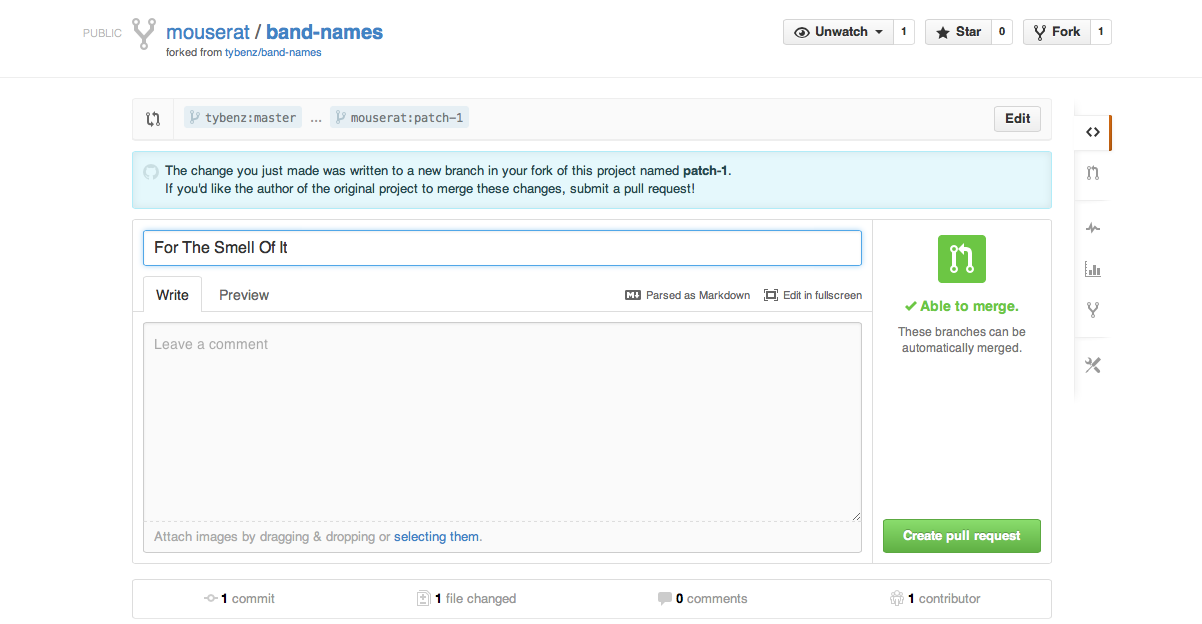 PUBLIC mouserat / band-names
forked from tybenz/band-names
Unwatch 1 Star 0 Fork 1
tybenz:master ... mouserat:patch-1 Edit
The change you just made was written to a new branch in your fork of this project named patch-1.
If you'd like the author of the original project to merge these changes, submit a pull request!
For The Smell Of It
Write Preview Parsed as Markdown Edit in fullscreen
Leave a comment
Attach images by dragging & dropping or selecting them.
Able to merge.
These branches can be
automatically merged.
Create pull request
1 commit 1 file changed 0 comments 1 contributor